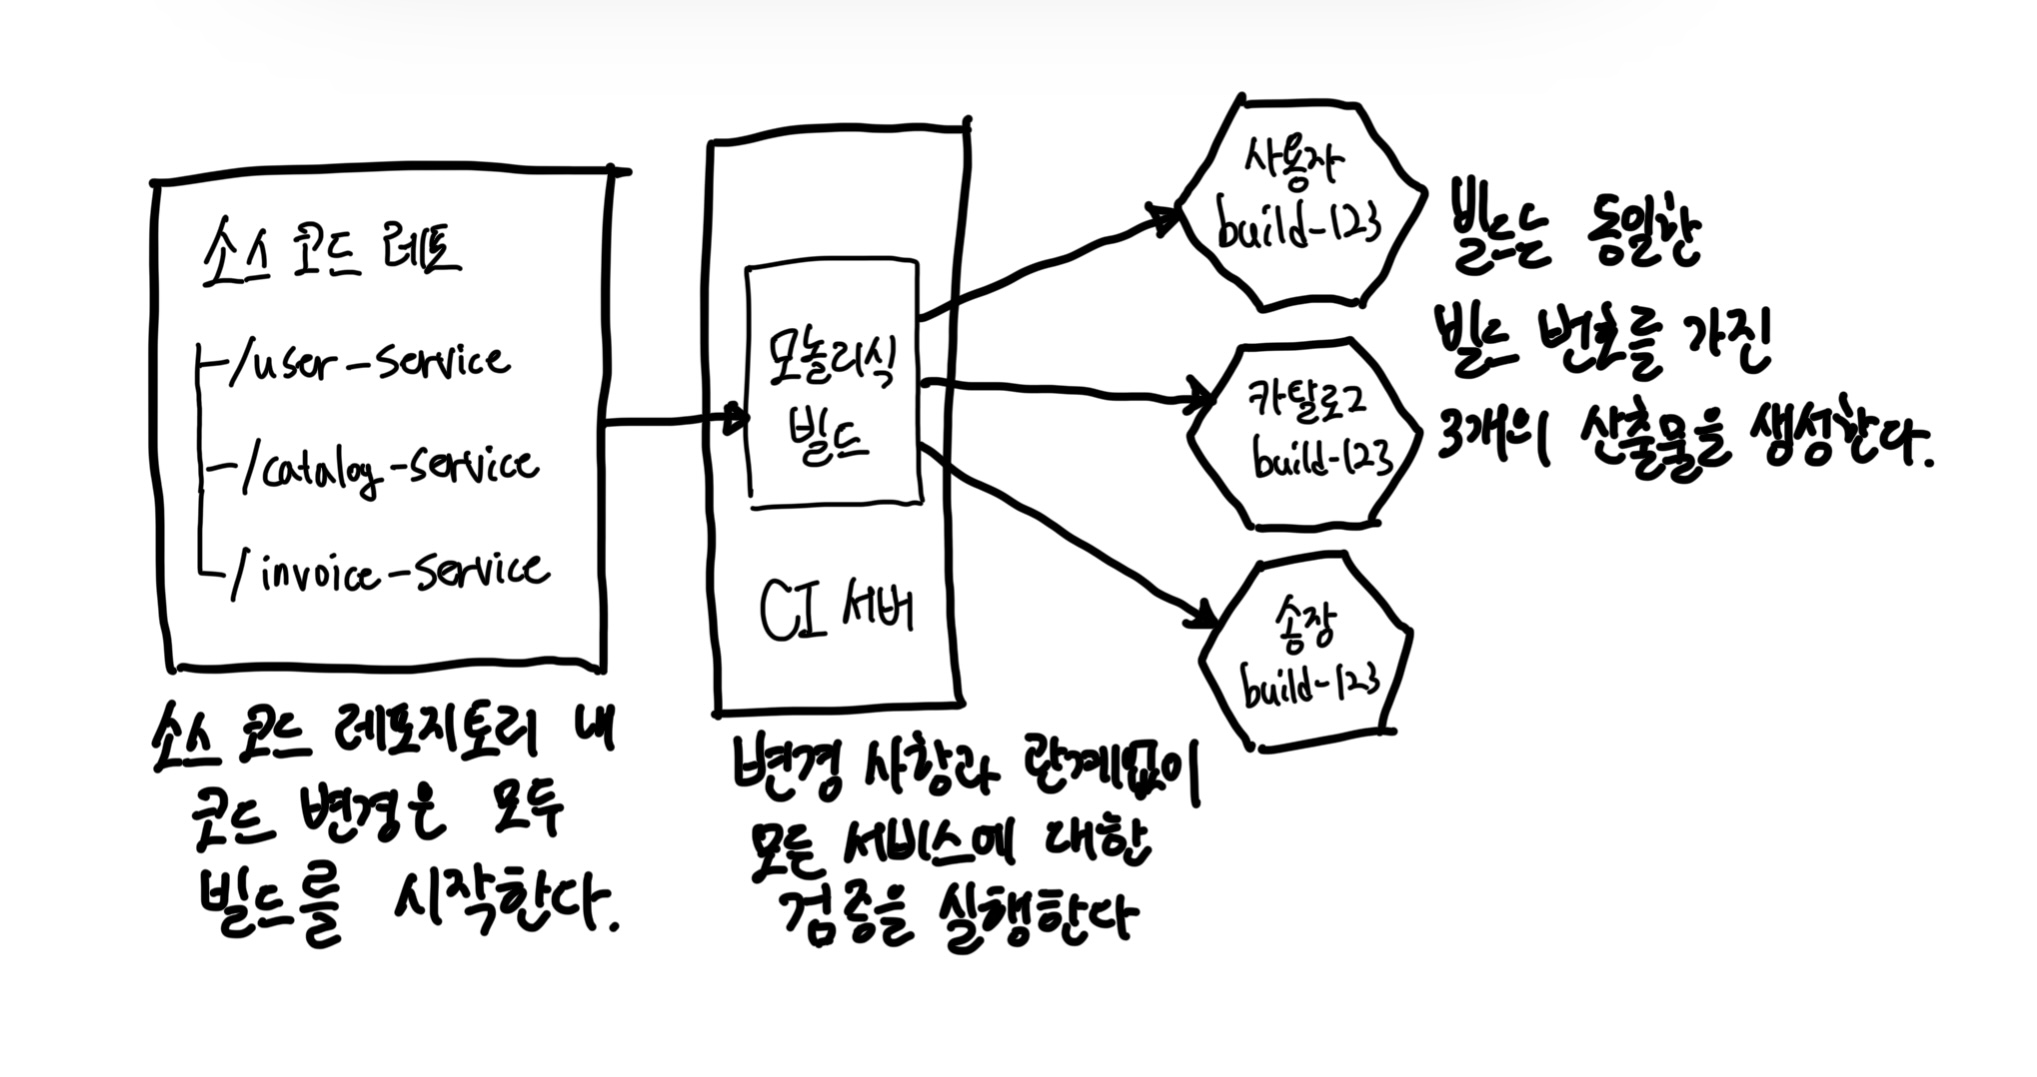 소스 코드 레포
/user-service
/catalog-service
/invoice-service
소스 코드 레포지토리 내
코드 변경은 모두
빌드를 시작한다.
모놀리식
빌드
CI 서버
변경 사항과 관계없이
모든 서비스에 대한
검증을 실행한다
사용자
build-123
카탈로그
build-123
송장
build-123
빌드는 동일한
빌드 번호를 가진
3개의 산출물을 생성한다.